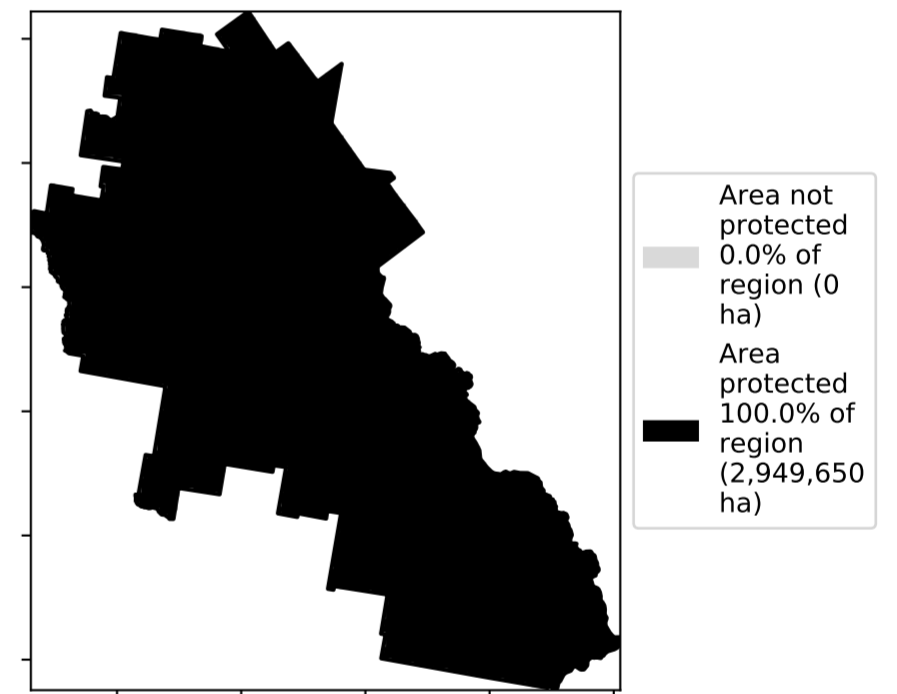 Area not
protected
0.0% of
region (0
ha)
Area
protected
100.0% of
region
(2,949,650
ha)